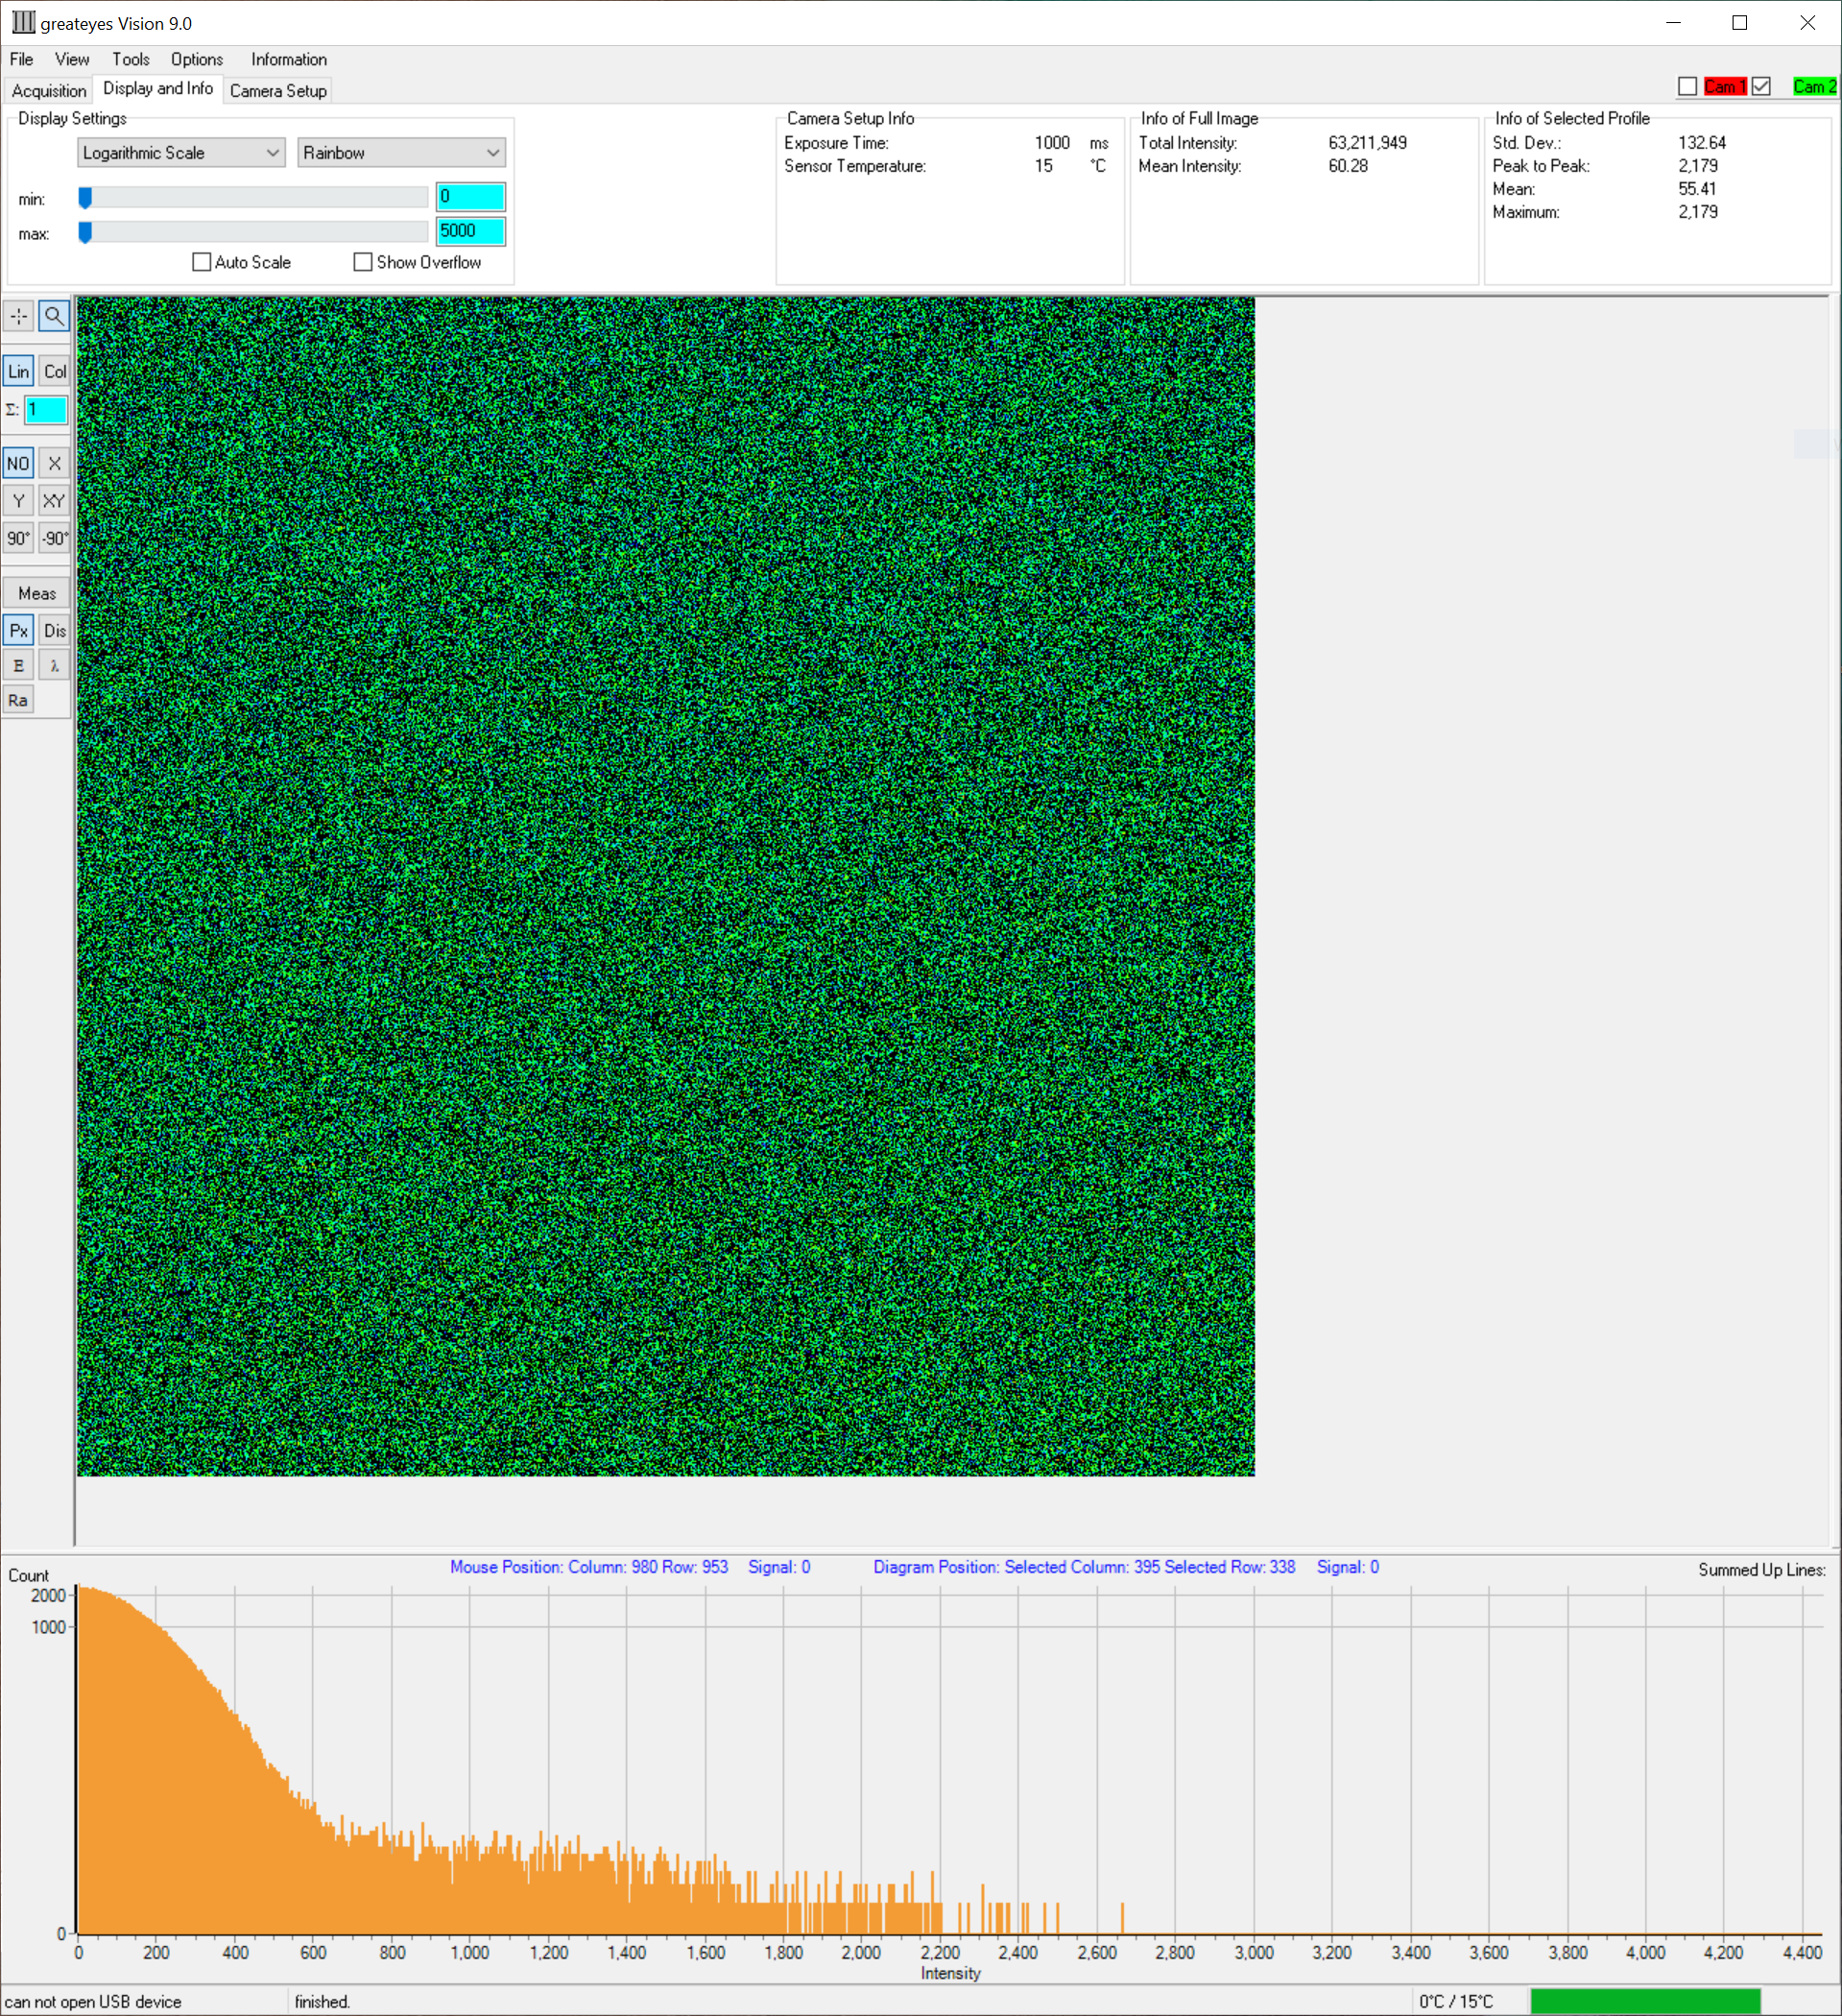 greateyes Vision 9.0
File View Tools Options Information
Acquisition Display and Info Camera Setup Cam 1 Cam 2
Display Settings
Logarithmic Scale Rainbow
min: 0
max: 5000
Auto Scale Show Overflow
Camera Setup Info
Exposure Time: 1000 ms
Sensor Temperature: 15 °C
Info of Full Image
Total Intensity: 63,211,949
Mean Intensity: 60.28
Info of Selected Profile
Std. Dev.: 132.64
Peak to Peak: 2,179
Mean: 55.41
Maximum: 2,179
Lin Col
Σ: 1
NO X
Y XY
90° -90°
Meas
Px Dis
E λ
Ra
Mouse Position: Column: 980 Row: 953 Signal: 0 Diagram Position: Selected Column: 395 Selected Row: 338 Signal: 0 Summed Up Lines:
Count
2000
1000
0
0 200 400 600 800 1,000 1,200 1,400 1,600 1,800 2,000 2,200 2,400 2,600 2,800 3,000 3,200 3,400 3,600 3,800 4,000 4,200 4,400
Intensity
can not open USB device finished. 0°C / 15°C